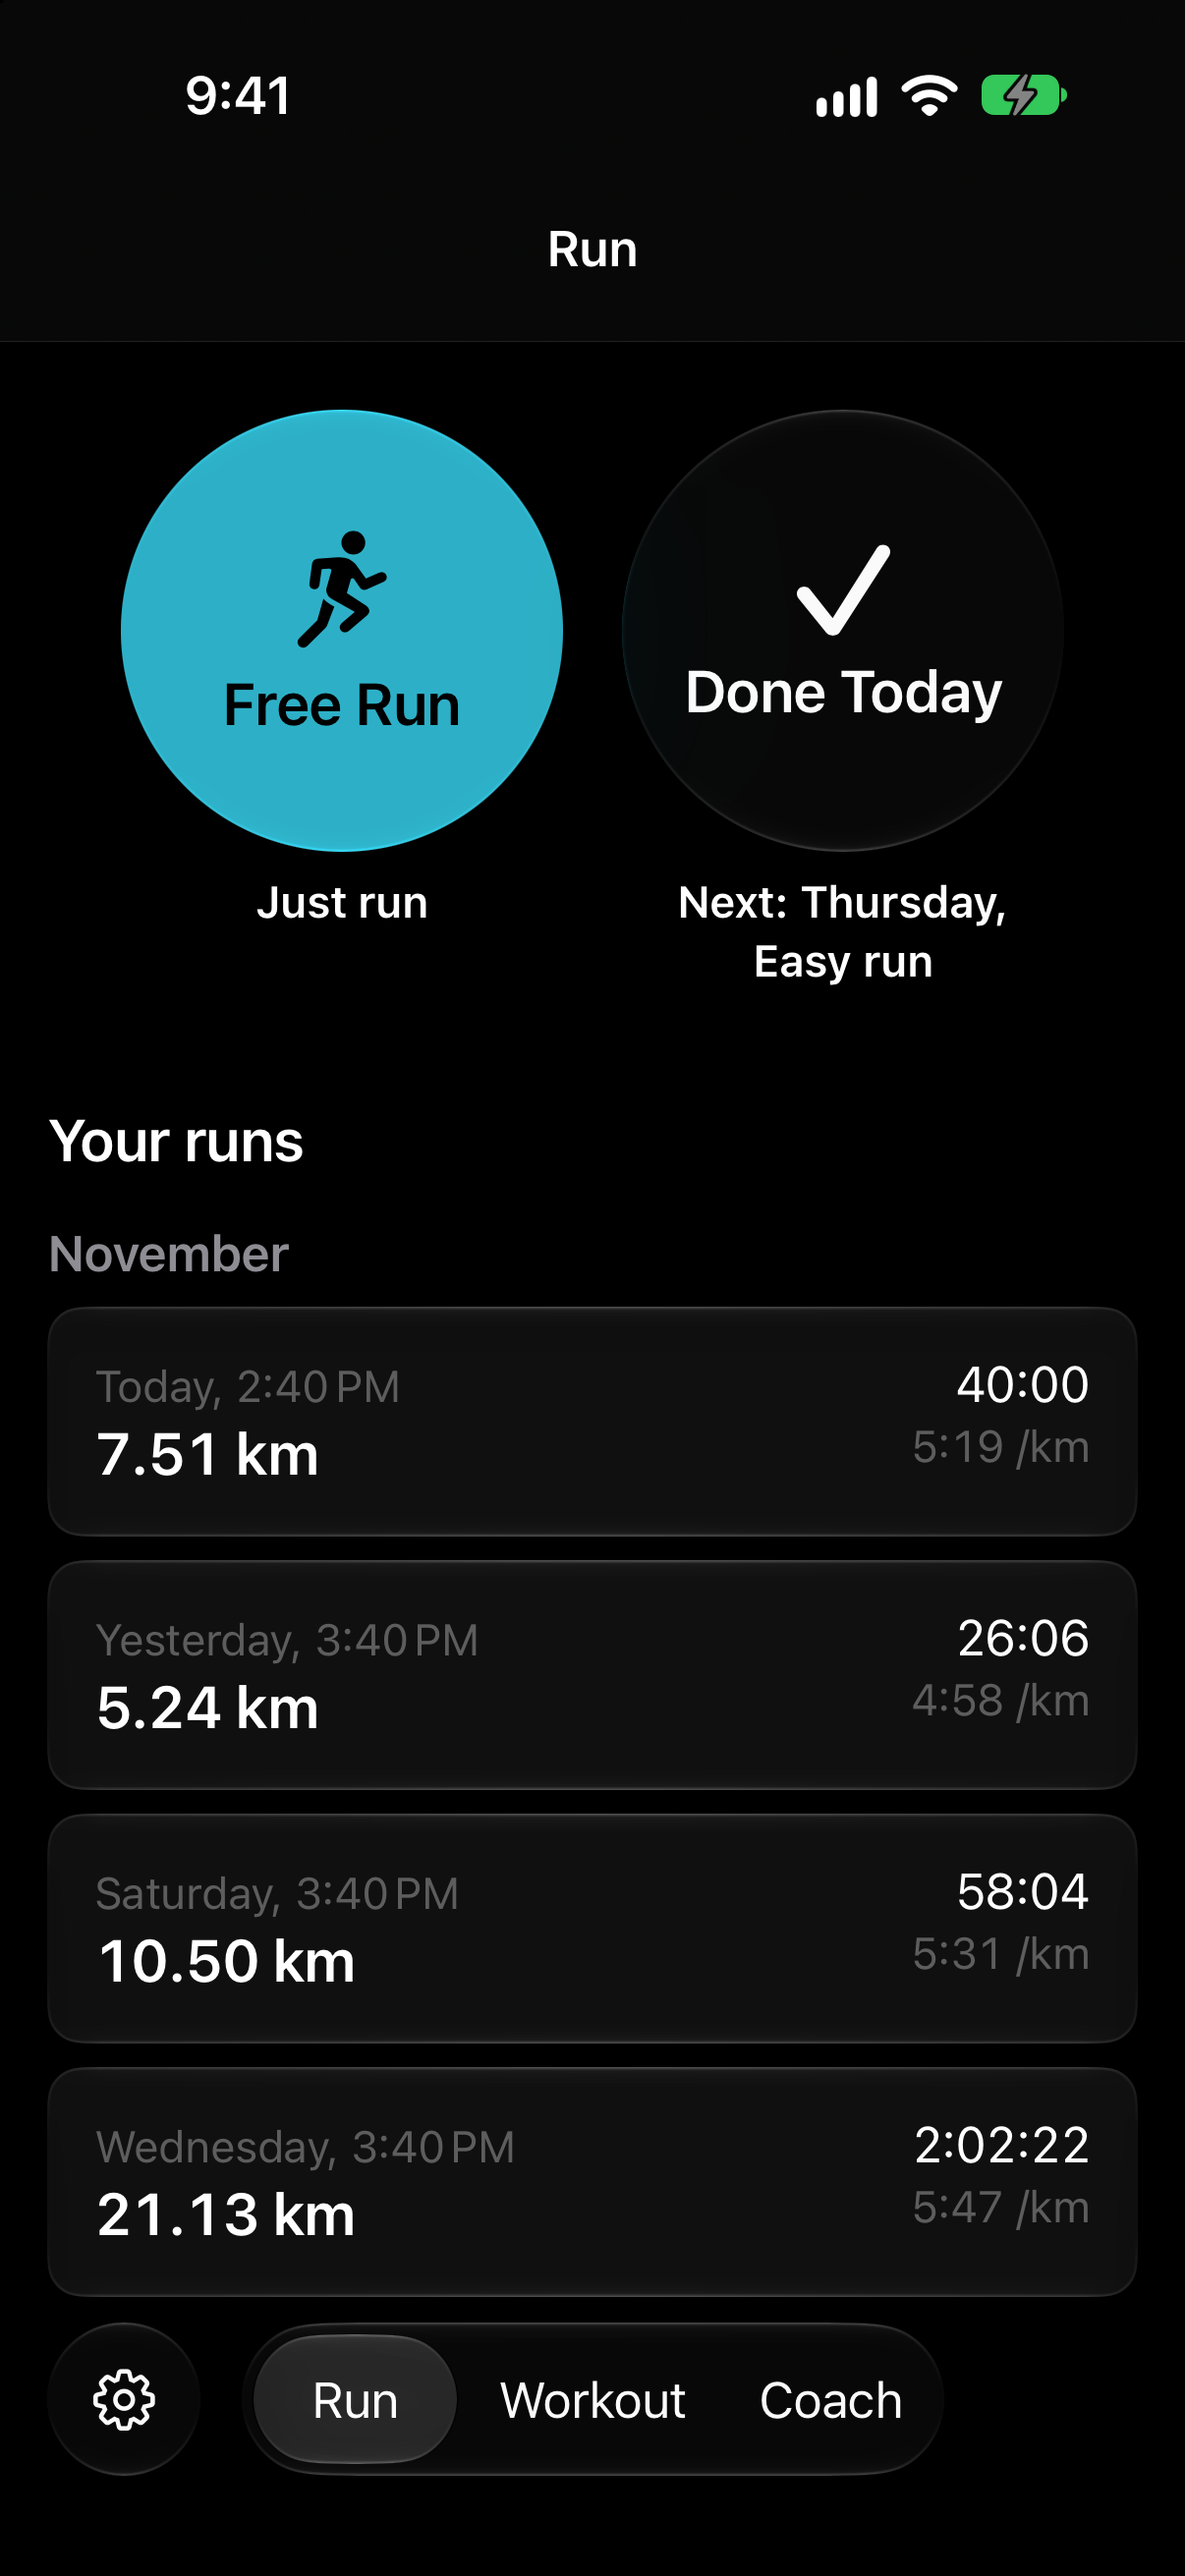 9:41
Run
Free Run
Done Today
Just run
Next: Thursday,
Easy run
Your runs
November
Today, 2:40 PM
40:00
7.51 km
5:19 /km
Yesterday, 3:40 PM
26:06
5.24 km
4:58 /km
Saturday, 3:40 PM
58:04
10.50 km
5:31 /km
Wednesday, 3:40 PM
2:02:22
21.13 km
5:47 /km
Run
Workout
Coach